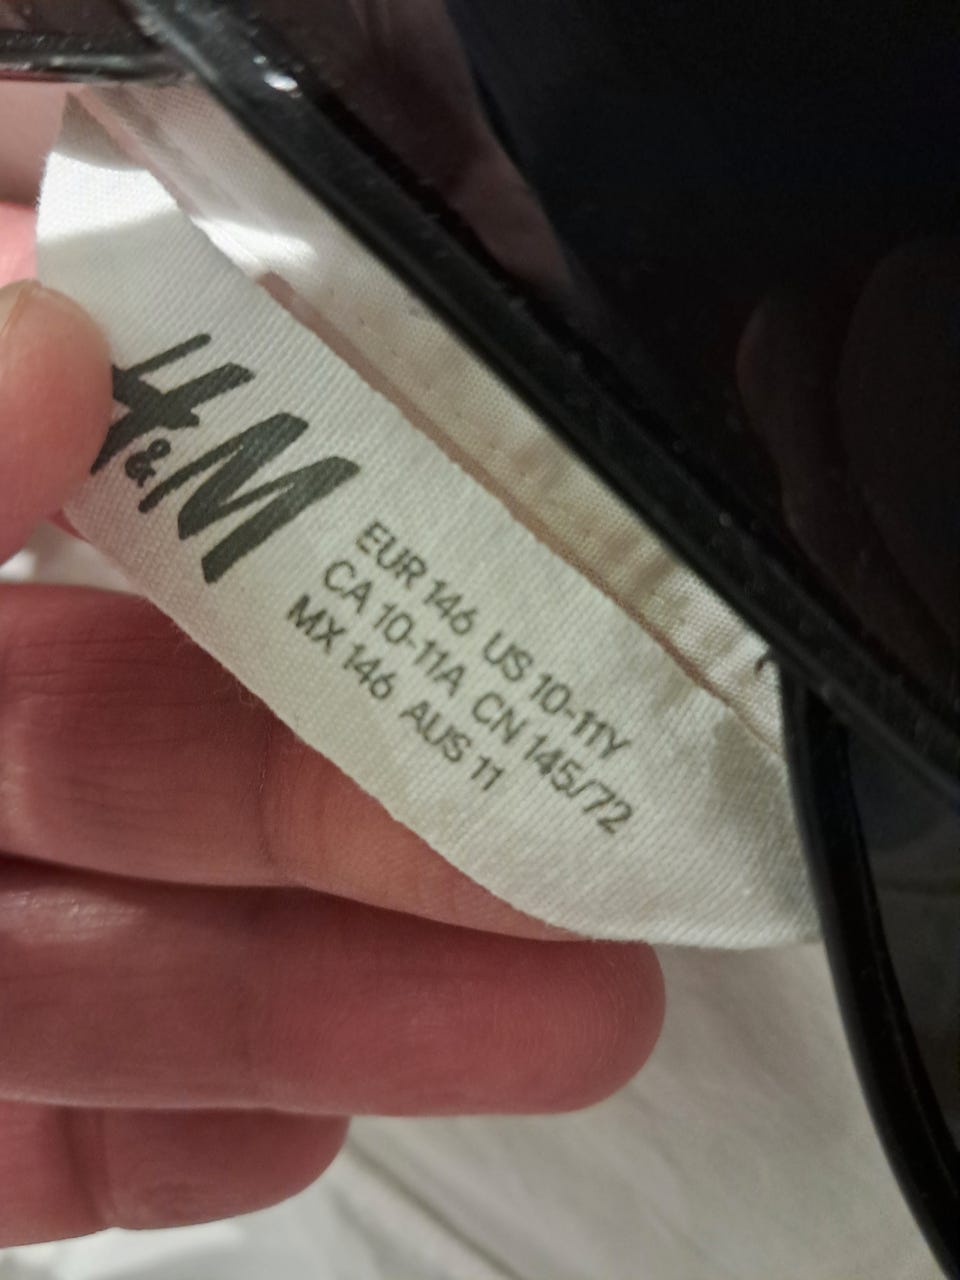 H&M
EUR 146 US 10-11Y
CA 10-11A CN 145/72
MX 146 AUS 11